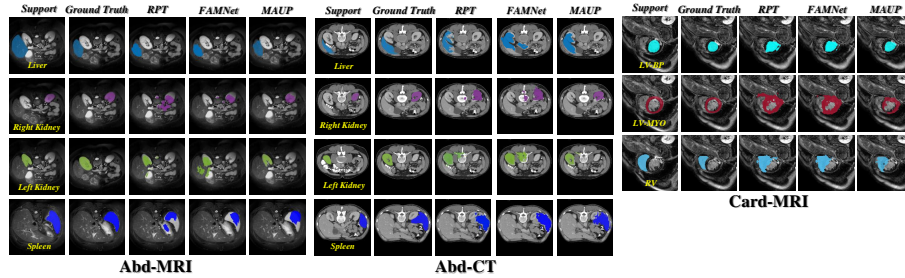 Support Ground Truth RPT FAMNet MAUP
Liver
Right Kidney
Left Kidney
Spleen
Abd-MRI
Support Ground Truth RPT FAMNet MAUP
Liver
Right Kidney
Left Kidney
Spleen
Abd-CT
Support Ground Truth RPT FAMNet MAUP
LV-BP
LV-MYO
RV
Card-MRI